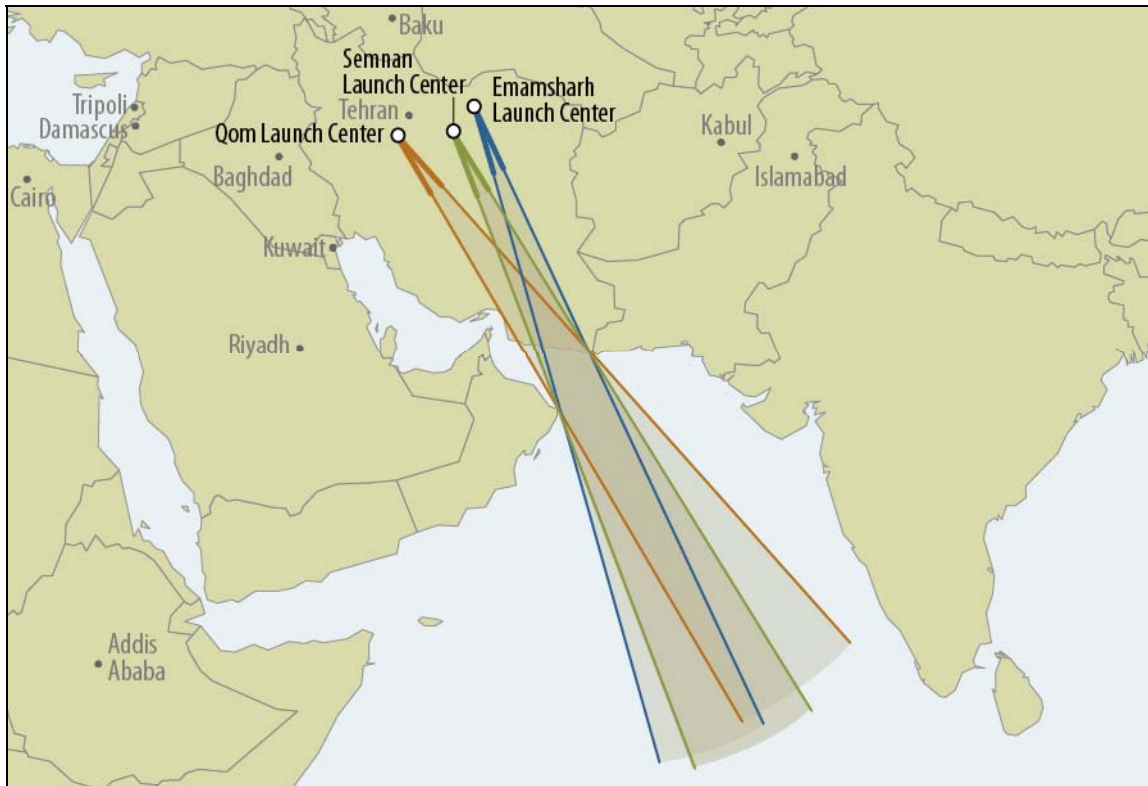 Baku
Semnan
Launch Center
Emamsharh
Launch Center
Tripoli
Tehran
Damascus
Qom Launch Center
Kabul
Baghdad
Islamabad
Cairo
Kuwait
Riyadh
Addis
Ababa